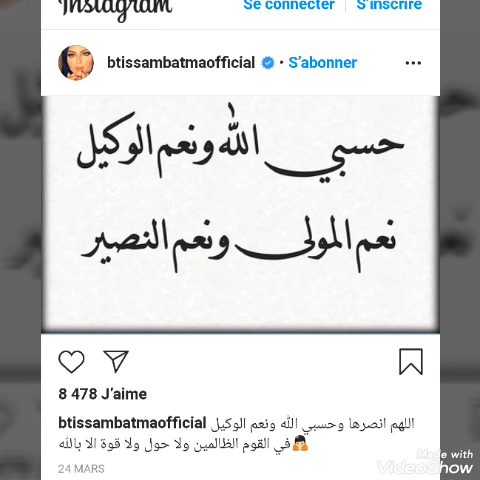 Instagram
Se connecter
S'inscrire
btissambatmaofficial • S'abonner
حسبي الله ونعم الوكيل
نعم المولى ونعم النصير
8 478 J'aime
btissambatmaofficial اللهم انصرها وحسبي الله ونعم الوكيل
في القوم الظالمين ولا حول ولا قوة الا بالله
24 MARS
Made with
VideoShow